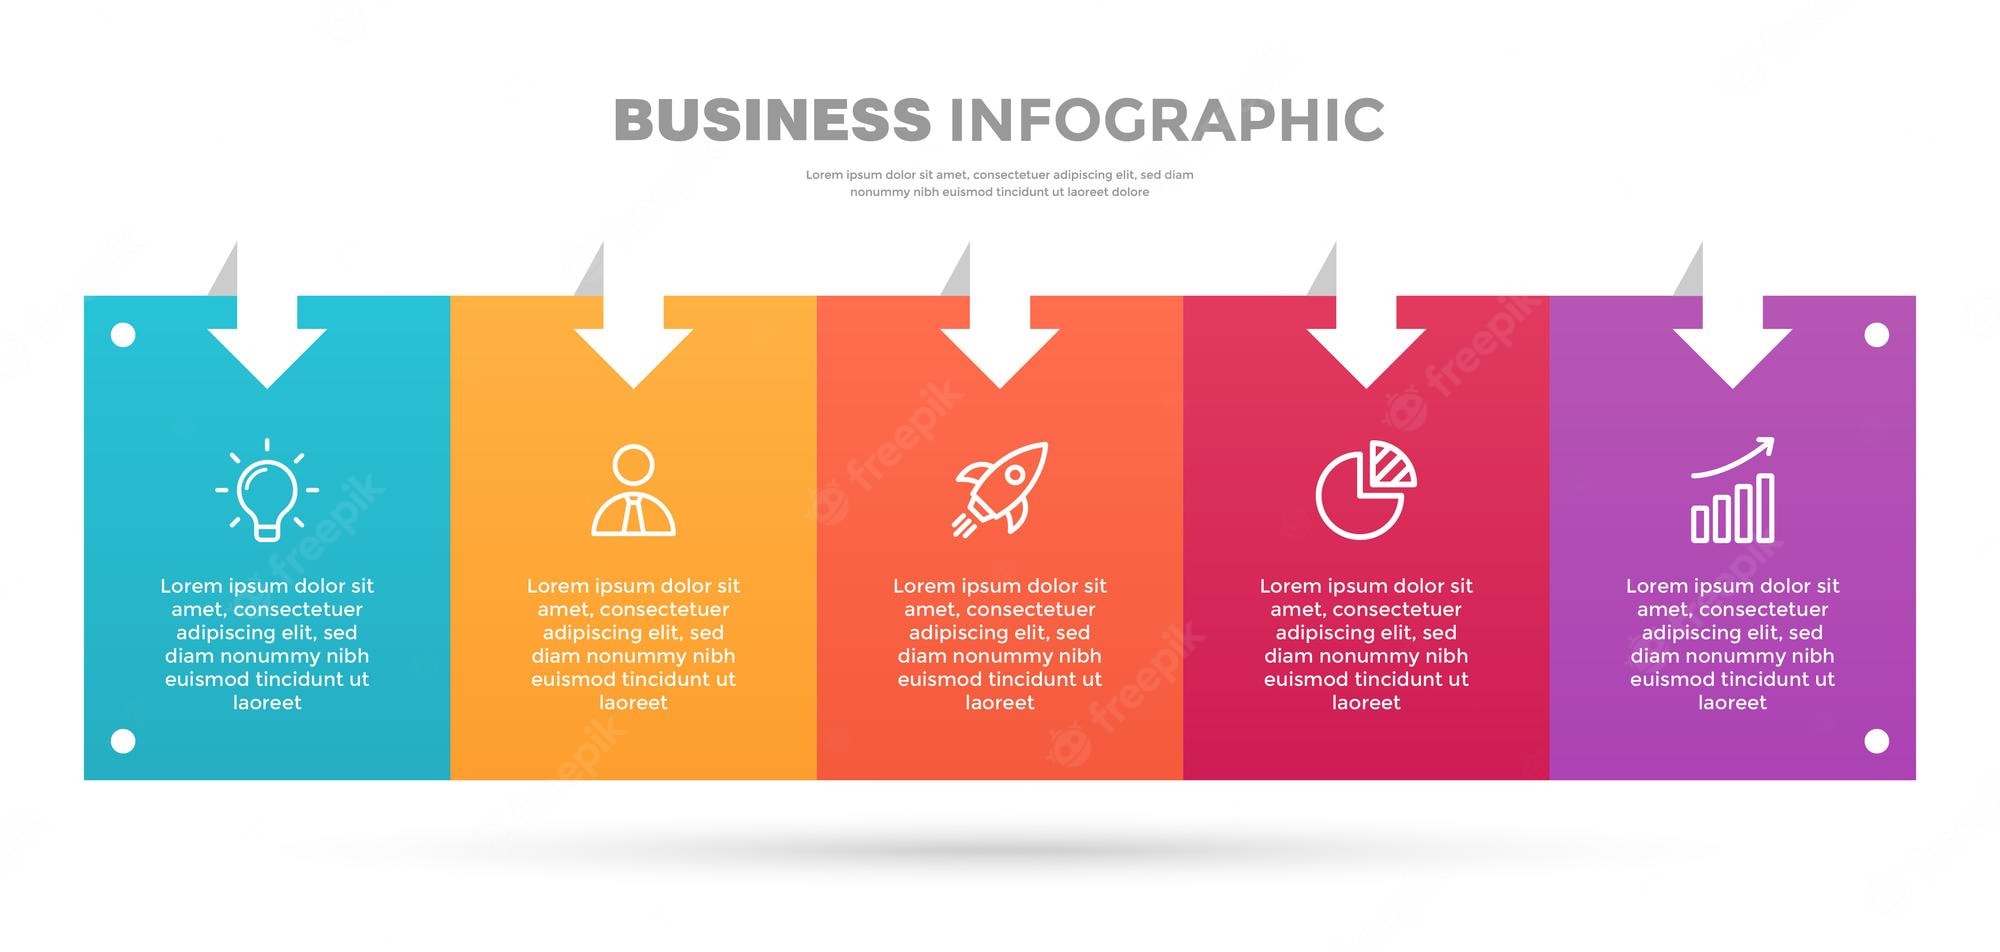 BUSINESS INFOGRAPHIC
Lorem ipsum dolor sit amet, consectetuer adipiscing elit, sed diam
nonummy nibh euismod tincidunt ut laoreet dolore
Lorem ipsum dolor sit
amet, consectetuer
adipiscing elit, sed
diam nonummy nibh
euismod tincidunt ut
laoreet
Lorem ipsum dolor sit
amet, consectetuer
adipiscing elit, sed
diam nonummy nibh
euismod tincidunt ut
laoreet
Lorem ipsum dolor sit
amet, consectetuer
adipiscing elit, sed
diam nonummy nibh
euismod tincidunt ut
laoreet
Lorem ipsum dolor sit
amet, consectetuer
adipiscing elit, sed
diam nonummy nibh
euismod tincidunt ut
laoreet
Lorem ipsum dolor sit
amet, consectetuer
adipiscing elit, sed
diam nonummy nibh
euismod tincidunt ut
laoreet
freepik
freepik
freepik
freepik
freepik
freepik